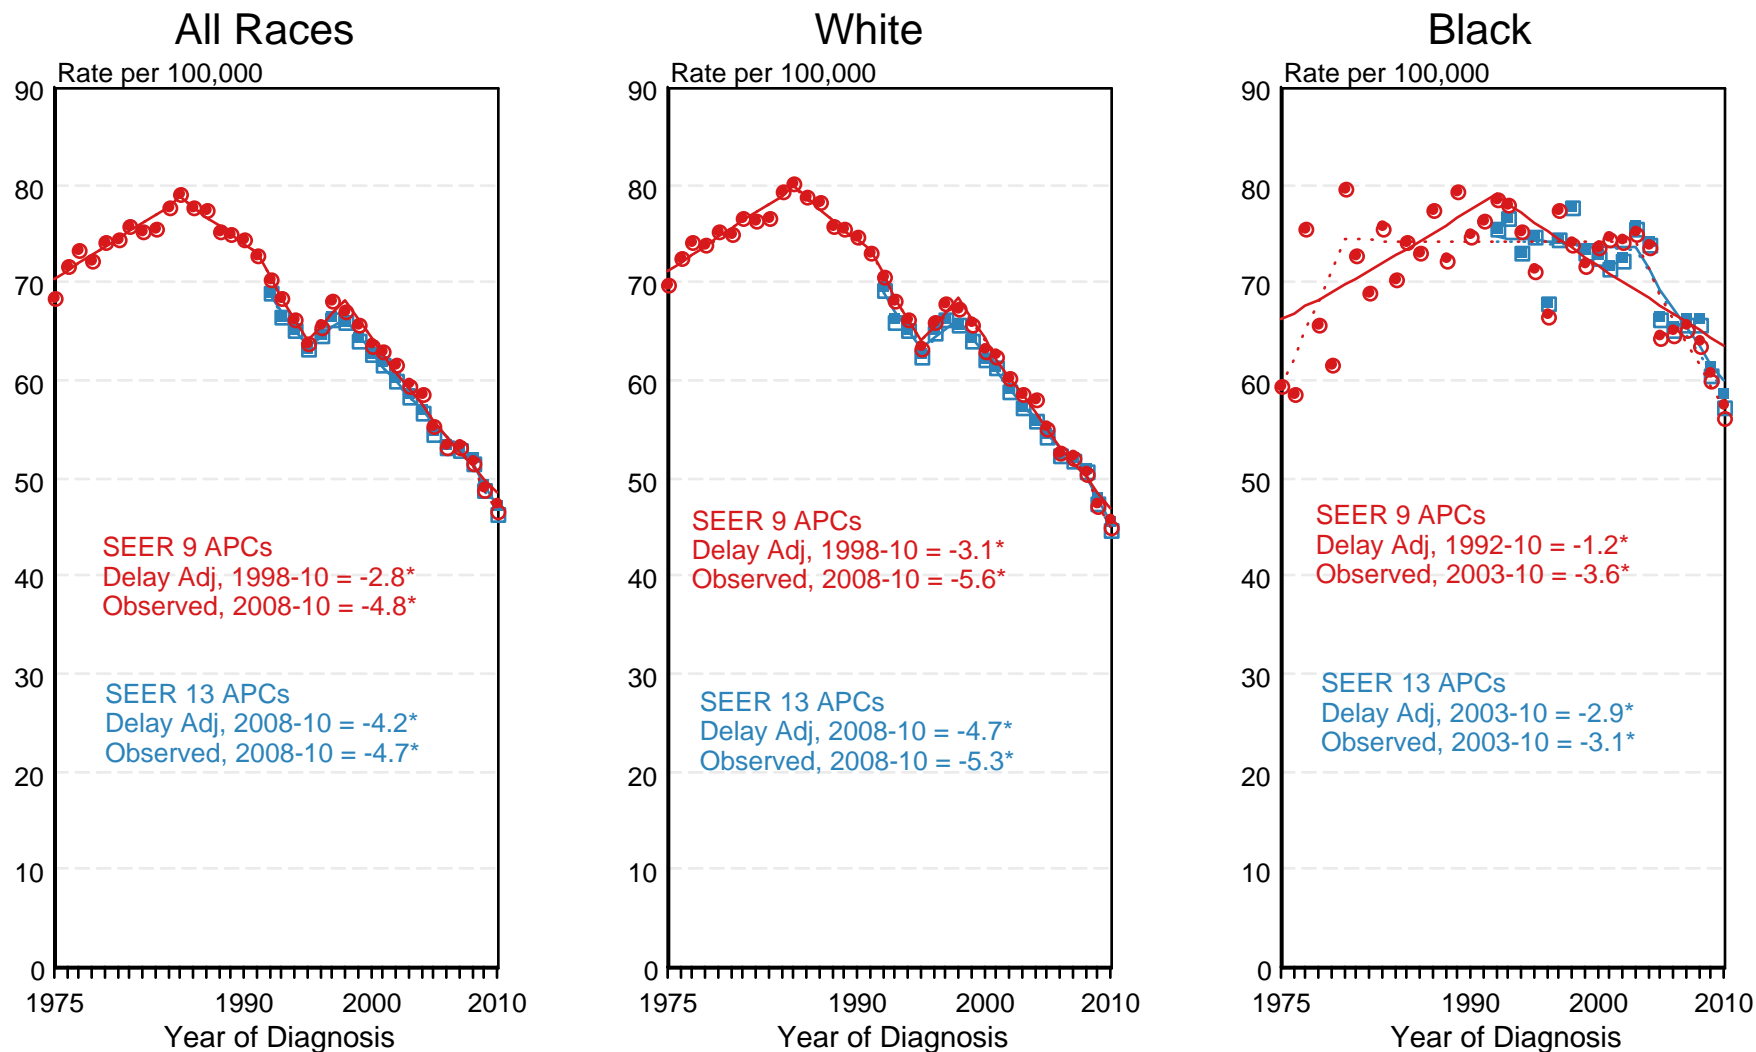 All Races
Rate per 100,000
90
80
70
60
50
40
30
20
10
0
SEER 9 APCs
Delay Adj, 1998-10 = -2.8*
Observed, 2008-10 = -4.8*
SEER 13 APCs
Delay Adj, 2008-10 = -4.2*
Observed, 2008-10 = -4.7*
1975 1990 2000 2010
Year of Diagnosis
White
Rate per 100,000
90
80
70
60
50
40
30
20
10
0
SEER 9 APCs
Delay Adj, 1998-10 = -3.1*
Observed, 2008-10 = -5.6*
SEER 13 APCs
Delay Adj, 2008-10 = -4.7*
Observed, 2008-10 = -5.3*
1975 1990 2000 2010
Year of Diagnosis
Black
Rate per 100,000
90
80
70
60
50
40
30
20
10
0
SEER 9 APCs
Delay Adj, 1992-10 = -1.2*
Observed, 2003-10 = -3.6*
SEER 13 APCs
Delay Adj, 2003-10 = -2.9*
Observed, 2003-10 = -3.1*
1975 1990 2000 2010
Year of Diagnosis